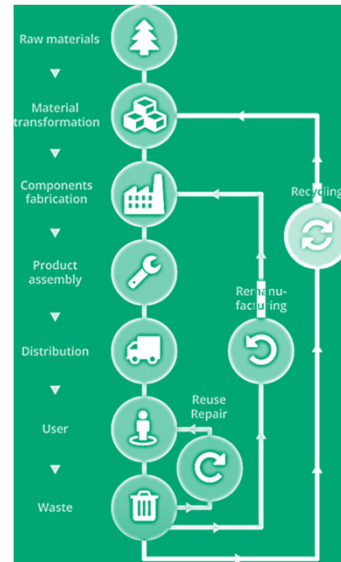 Raw materials
Material
transformation
Components
fabrication
Recycling
Product
assembly
Remanu-
facturing
Distribution
Reuse
Repair
User
Waste